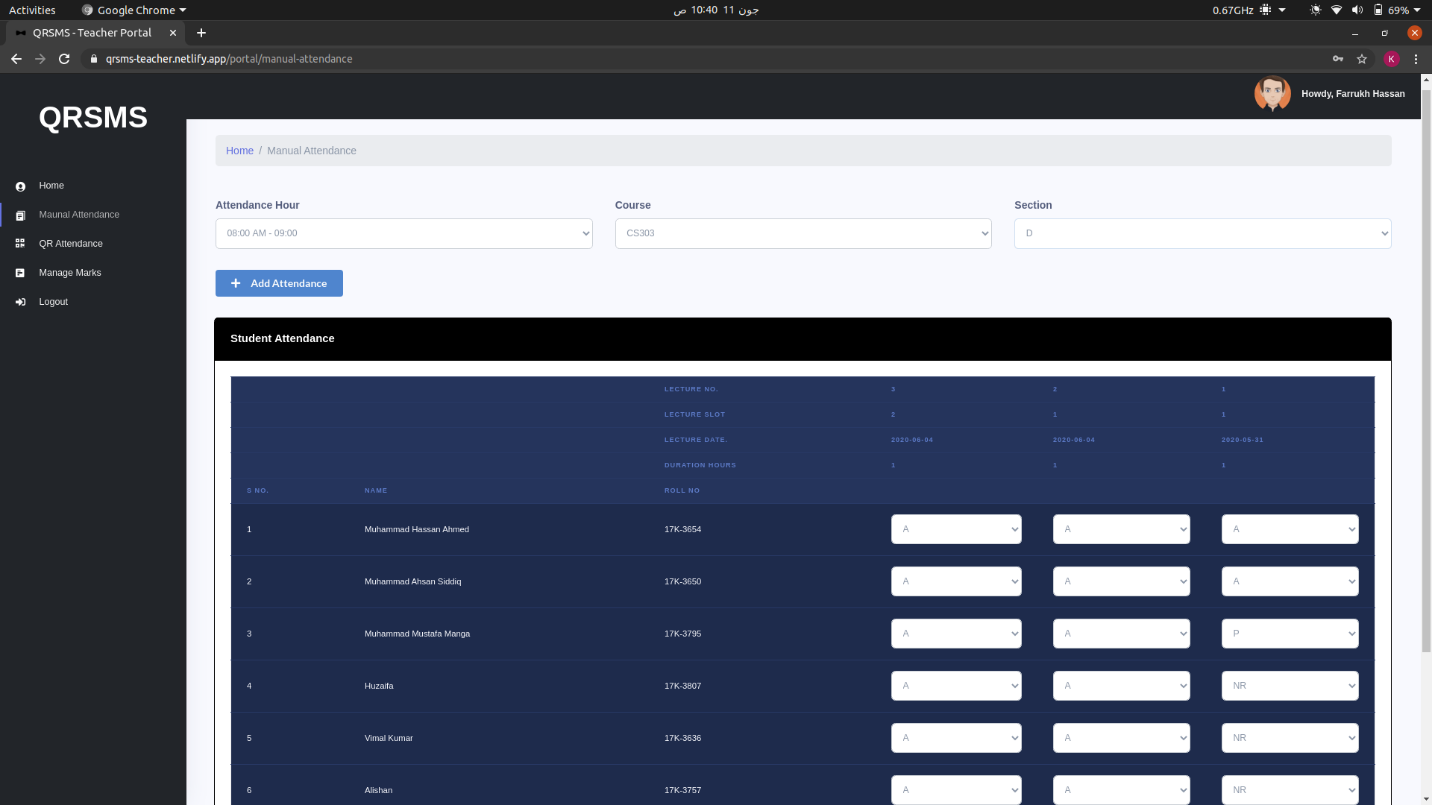 Activities Google Chrome جون 11 10:40 ص 0.67GHz 69%
QRSMS - Teacher Portal
qrsms-teacher.netlify.app/portal/manual-attendance K
QRSMS
Howdy, Farrukh Hassan
Home
Maunal Attendance
QR Attendance
Manage Marks
Logout
Home / Manual Attendance
Attendance Hour Course Section
08:00 AM - 09:00 CS303 D
Add Attendance
Student Attendance
LECTURE NO. 3 2 1
LECTURE SLOT 2 1 1
LECTURE DATE. 2020-06-04 2020-06-04 2020-05-31
DURATION HOURS 1 1 1
S NO. NAME ROLL NO
1 Muhammad Hassan Ahmed 17K-3654 A A A
2 Muhammad Ahsan Siddiq 17K-3650 A A A
3 Muhammad Mustafa Manga 17K-3795 A A P
4 Huzaifa 17K-3807 A A NR
5 Vimal Kumar 17K-3636 A A NR
6 Alishan 17K-3757 A A NR